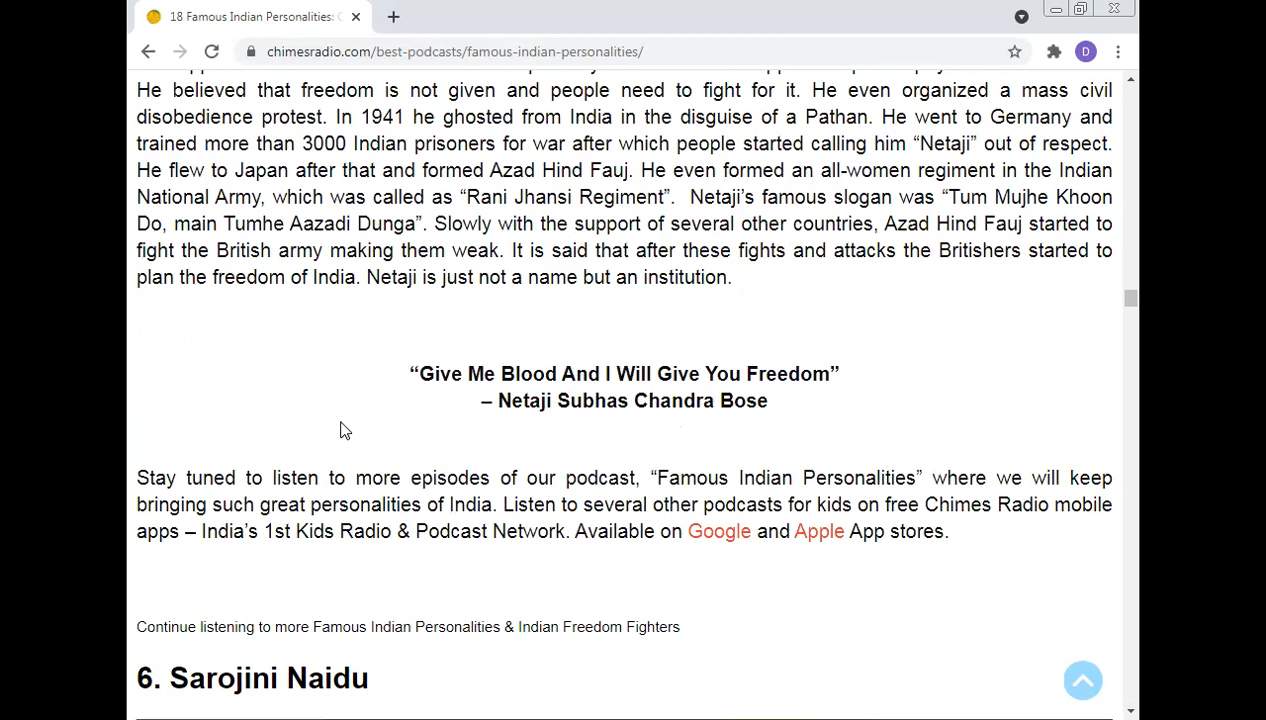 18 Famous Indian Personalities:
chimesradio.com/best-podcasts/famous-indian-personalities/
D
He believed that freedom is not given and people need to fight for it. He even organized a mass civil
disobedience protest. In 1941 he ghosted from India in the disguise of a Pathan. He went to Germany and
trained more than 3000 Indian prisoners for war after which people started calling him “Netaji” out of respect.
He flew to Japan after that and formed Azad Hind Fauj. He even formed an all-women regiment in the Indian
National Army, which was called as “Rani Jhansi Regiment”. Netaji’s famous slogan was “Tum Mujhe Khoon
Do, main Tumhe Aazadi Dunga”. Slowly with the support of several other countries, Azad Hind Fauj started to
fight the British army making them weak. It is said that after these fights and attacks the Britishers started to
plan the freedom of India. Netaji is just not a name but an institution.
“Give Me Blood And I Will Give You Freedom”
– Netaji Subhas Chandra Bose
Stay tuned to listen to more episodes of our podcast, “Famous Indian Personalities” where we will keep
bringing such great personalities of India. Listen to several other podcasts for kids on free Chimes Radio mobile
apps – India’s 1st Kids Radio & Podcast Network. Available on Google and Apple App stores.
Continue listening to more Famous Indian Personalities & Indian Freedom Fighters
6. Sarojini Naidu